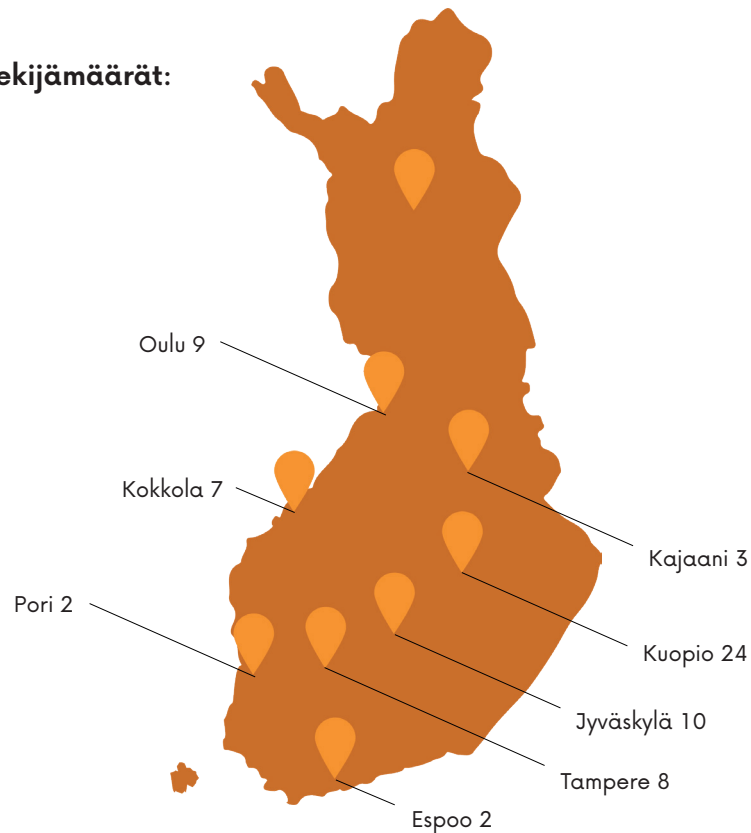 ekijämäärät:
Oulu 9
Kokkola 7
Kajaani 3
Pori 2
Kuopio 24
Jyväskylä 10
Tampere 8
Espoo 2